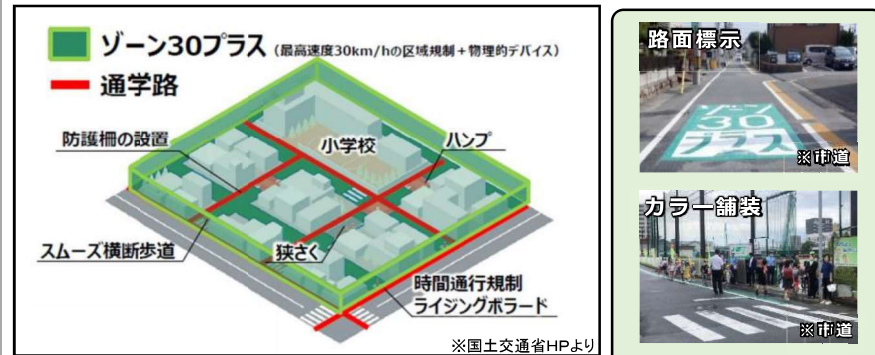 ゾーン30プラス（最高速度30km/hの区域規制＋物理的デバイス）
通学路
防護柵の設置
小学校
ハンプ
スムーズ横断歩道
狭さく
時間通行規制
ライジングボラード
※国土交通省HPより
路面標示
ゾーン
30
プラス
※市道
カラー舗装
※市道